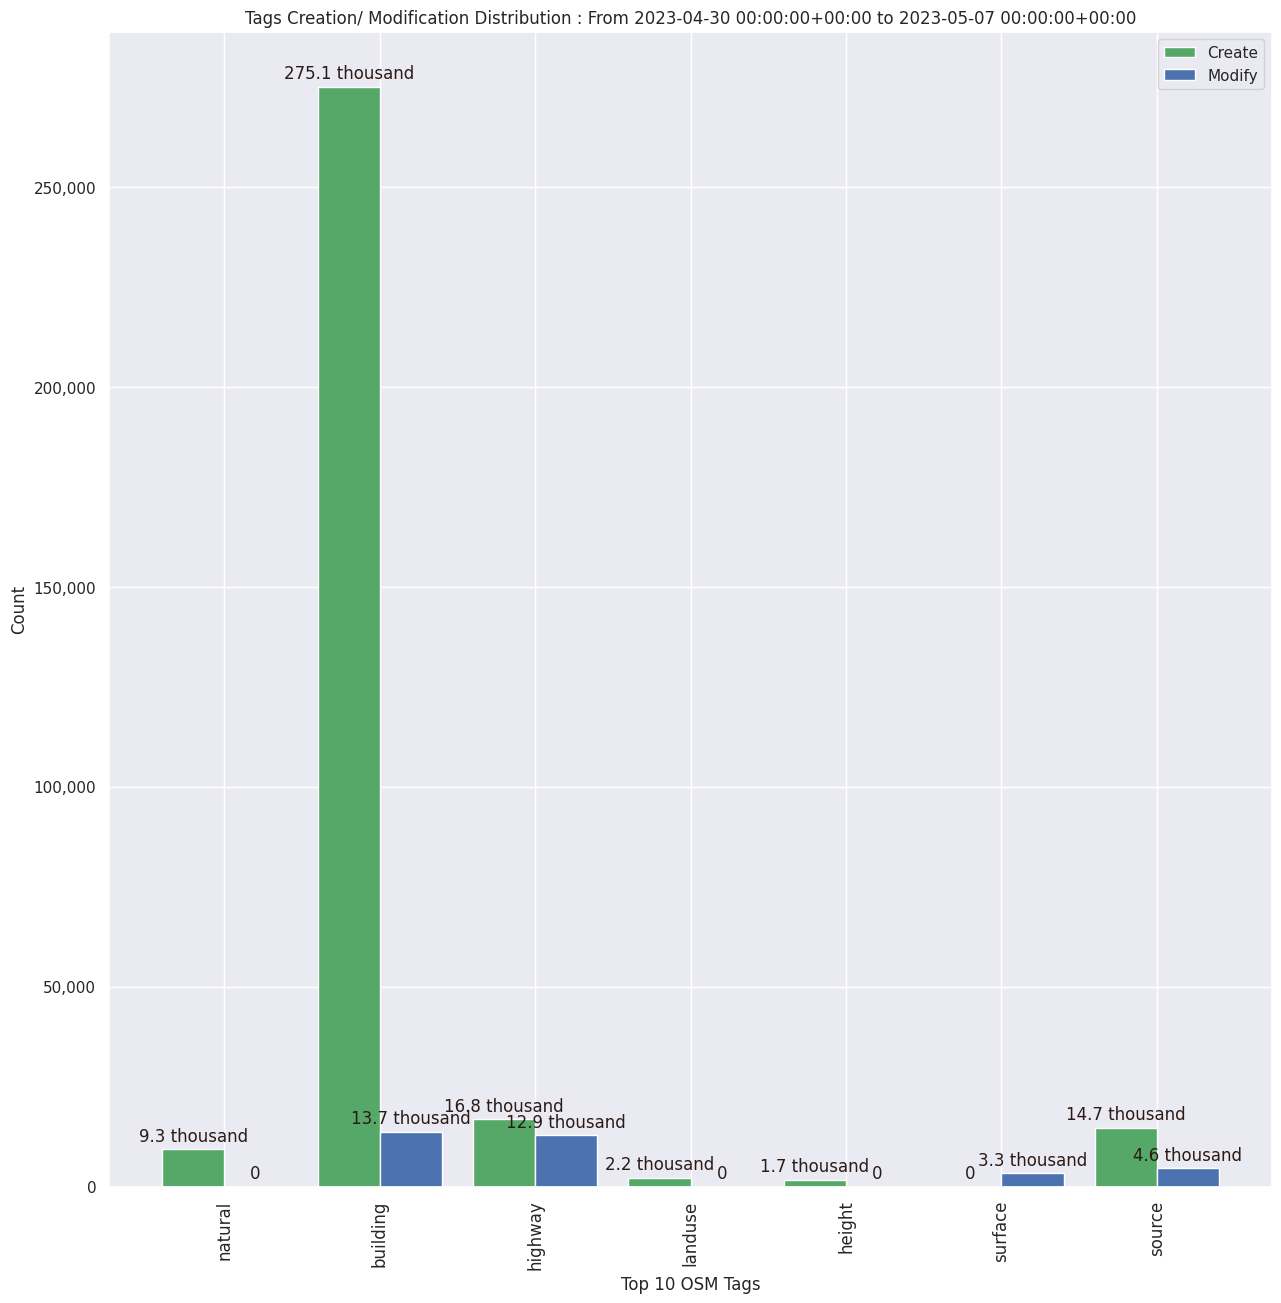 Tags Creation/ Modification Distribution : From 2023-04-30 00:00:00+00:00 to 2023-05-07 00:00:00+00:00
Create
Modify
275.1 thousand
250,000
200,000
150,000
100,000
50,000
0
Count
9.3 thousand
0
13.7 thousand
16.8 thousand
12.9 thousand
2.2 thousand
0
1.7 thousand
0
0
3.3 thousand
14.7 thousand
4.6 thousand
natural
building
highway
landuse
height
surface
source
Top 10 OSM Tags